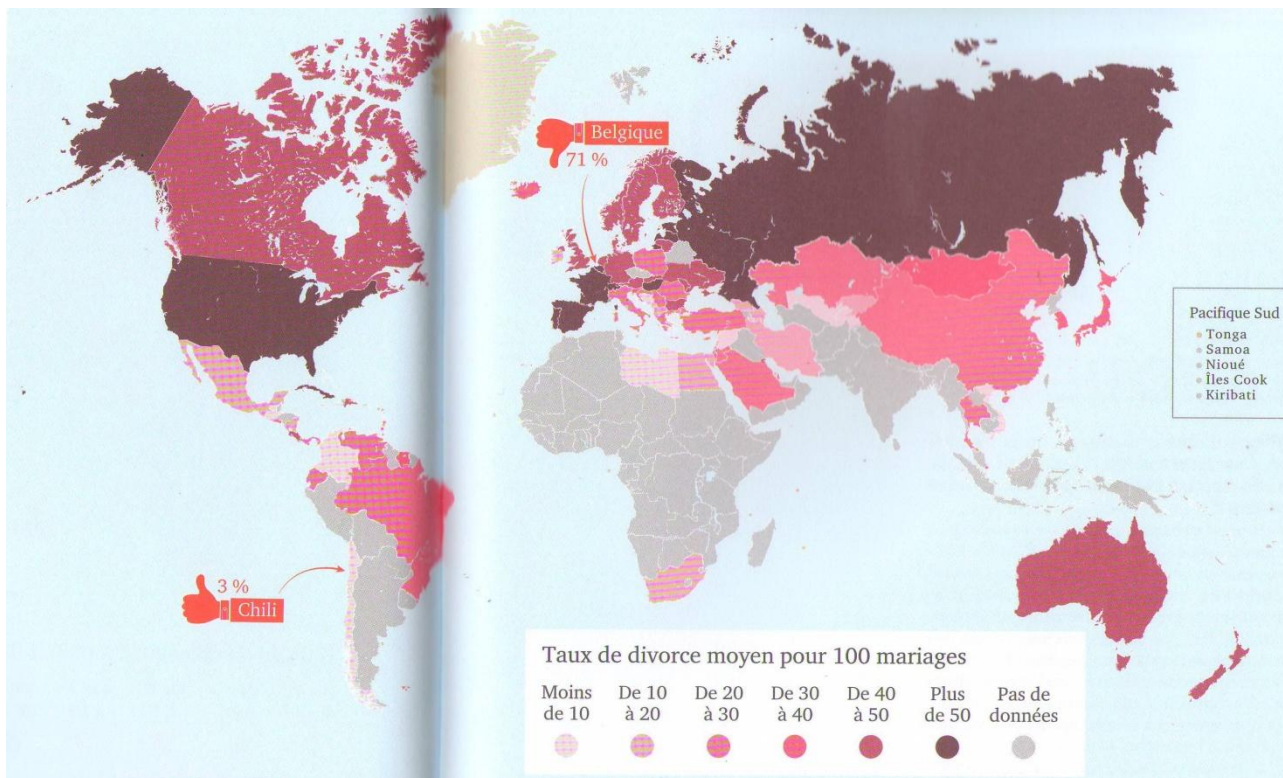 Belgique
71 %
3 %
Chili
Pacifique Sud
Tonga
Samoa
Nioué
Îles Cook
Kiribati
Taux de divorce moyen pour 100 mariages
Moins de 10
De 10 à 20
De 20 à 30
De 30 à 40
De 40 à 50
Plus de 50
Pas de données